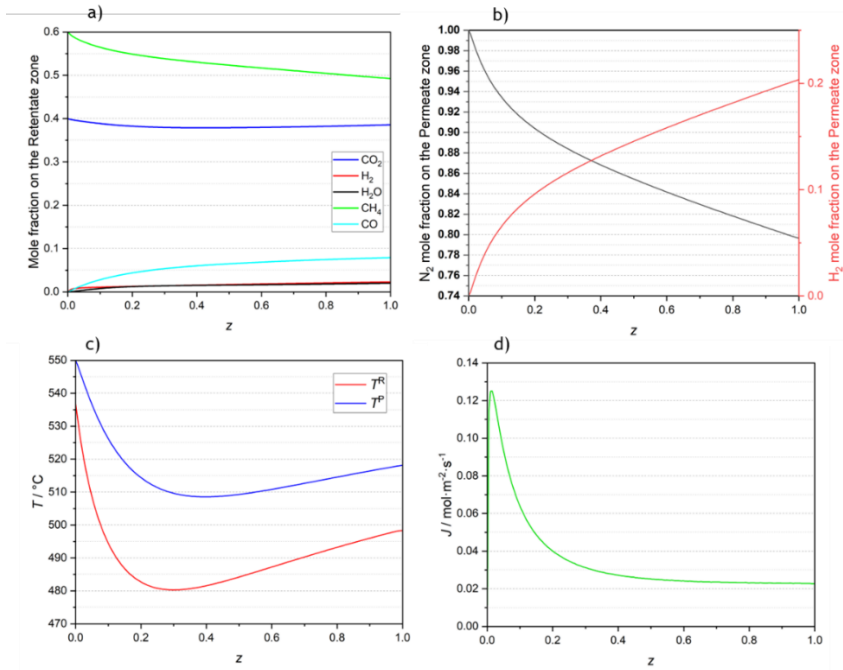 a)
Mole fraction on the Retentate zone
0.6
0.5
0.4
0.3
0.2
0.1
0.0
CO₂
H₂
H₂O
CH₄
CO
0.0 0.2 0.4 0.6 0.8 1.0
z
b)
N₂ mole fraction on the Permeate zone
1.00
0.98
0.96
0.94
0.92
0.90
0.88
0.86
0.84
0.82
0.80
0.78
0.76
0.74
0.2
0.1
0.0
H₂ mole fraction on the Permeate zone
0.0 0.2 0.4 0.6 0.8 1.0
z
c)
T / °C
550
540
530
520
510
500
490
480
470
Tᴿ
Tᴾ
0.0 0.2 0.4 0.6 0.8 1.0
z
d)
J / mol·m⁻²·s⁻¹
0.14
0.12
0.10
0.08
0.06
0.04
0.02
0.00
0.0 0.2 0.4 0.6 0.8 1.0
z